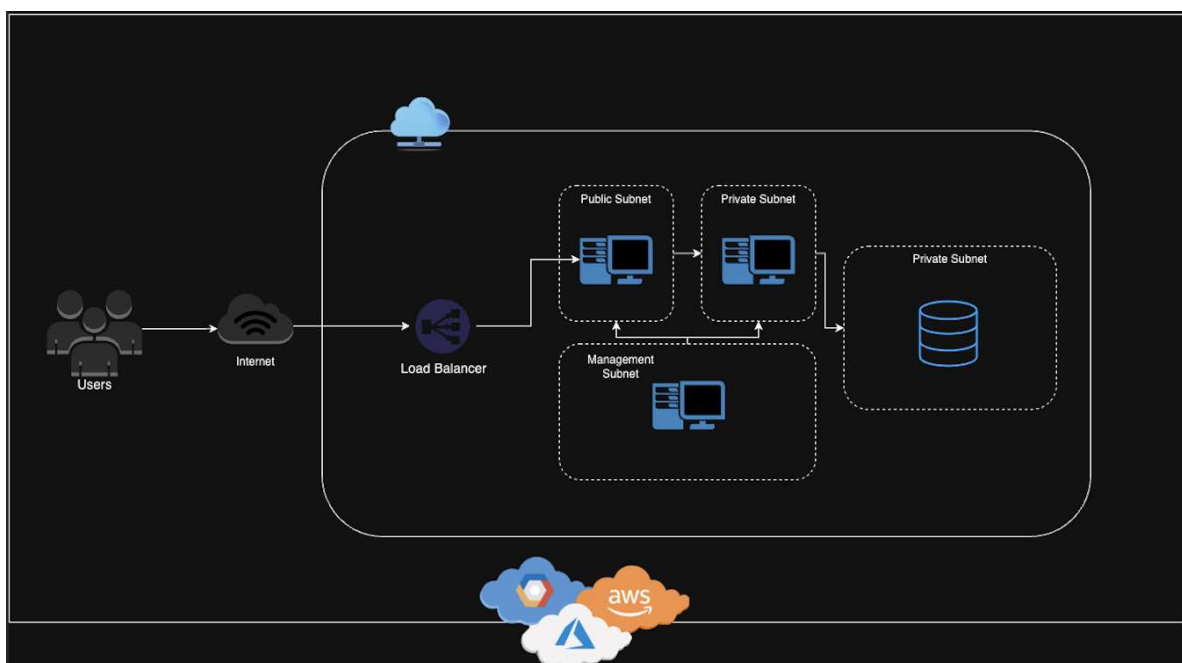 Public Subnet
Private Subnet
Private Subnet
Users
Internet
Load Balancer
Management
Subnet
aws